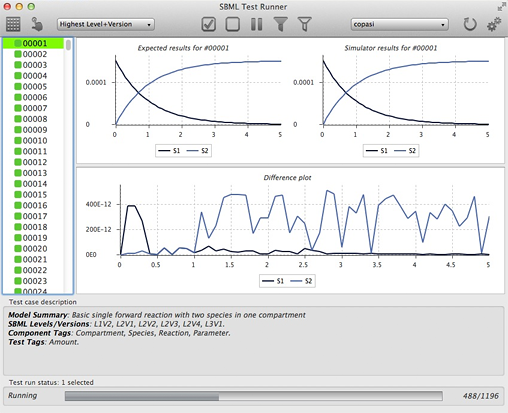 SBML Test Runner
Highest Level+Version
copasi
00001
00002
00003
00004
00005
00006
00007
00008
00009
00010
00011
00012
00013
00014
00015
00016
00017
00018
00019
00020
00021
00022
00023
00024
Expected results for #00001
0.0001
0
0 1 2 3 4 5
S1 S2
Simulator results for #00001
0.0001
0
0 1 2 3 4 5
S1 S2
Difference plot
400E-12
200E-12
0E0
0 0.5 1 1.5 2 2.5 3 3.5 4 4.5 5
S1 S2
Test case description
Model Summary: Basic single forward reaction with two species in one compartment
SBML Levels/Versions: L1V2, L2V1, L2V2, L2V3, L2V4, L3V1.
Component Tags: Compartment, Species, Reaction, Parameter.
Test Tags: Amount.
Test run status: 1 selected
Running 488/1196